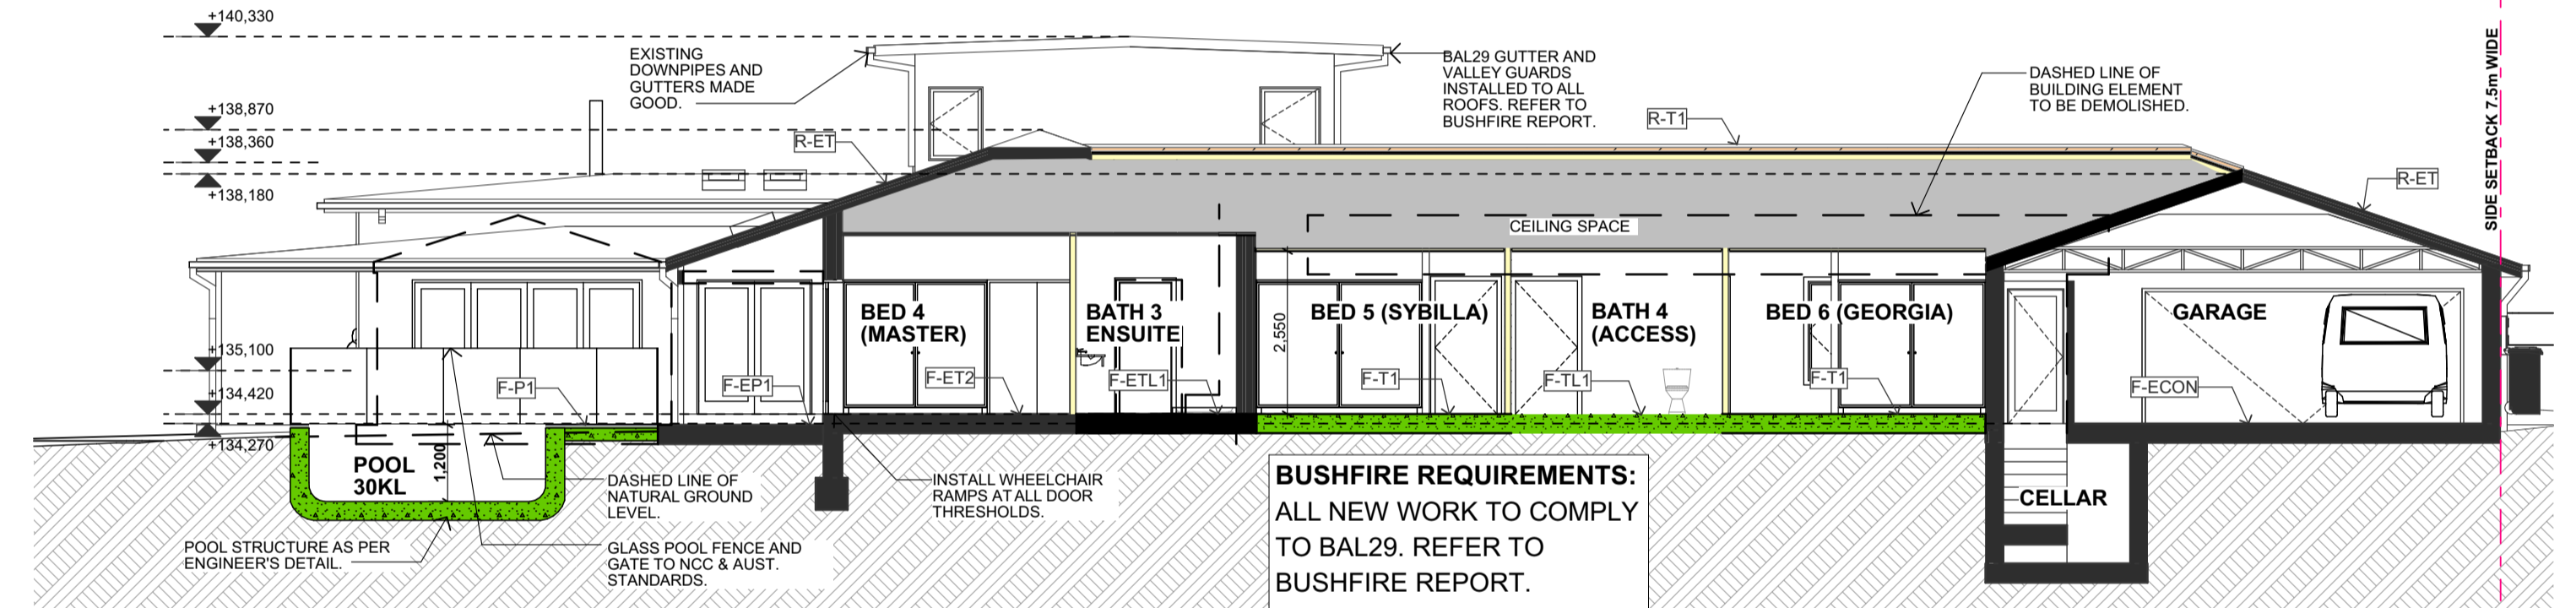 +140,330
+138,870
+138,360
+138,180
+135,100
+134,420
+134,270
EXISTING
DOWNPIPES AND
GUTTERS MADE
GOOD.
BAL29 GUTTER AND
VALLEY GUARDS
INSTALLED TO ALL
ROOFS. REFER TO
BUSHFIRE REPORT.
DASHED LINE OF
BUILDING ELEMENT
TO BE DEMOLISHED.
SIDE SETBACK 7.5m WIDE
R-ET
R-T1
R-ET
CEILING SPACE
BED 4
(MASTER)
BATH 3
ENSUITE
2,550
BED 5 (SYBILLA)
BATH 4
(ACCESS)
BED 6 (GEORGIA)
GARAGE
F-P1
F-EP1
F-ET2
F-ETL1
F-T1
F-TL1
F-T1
F-ECON
POOL
30KL
1,200
DASHED LINE OF
NATURAL GROUND
LEVEL.
INSTALL WHEELCHAIR
RAMPS AT ALL DOOR
THRESHOLDS.
BUSHFIRE REQUIREMENTS:
ALL NEW WORK TO COMPLY
TO BAL29. REFER TO
BUSHFIRE REPORT.
CELLAR
POOL STRUCTURE AS PER
ENGINEER'S DETAIL.
GLASS POOL FENCE AND
GATE TO NCC & AUST.
STANDARDS.